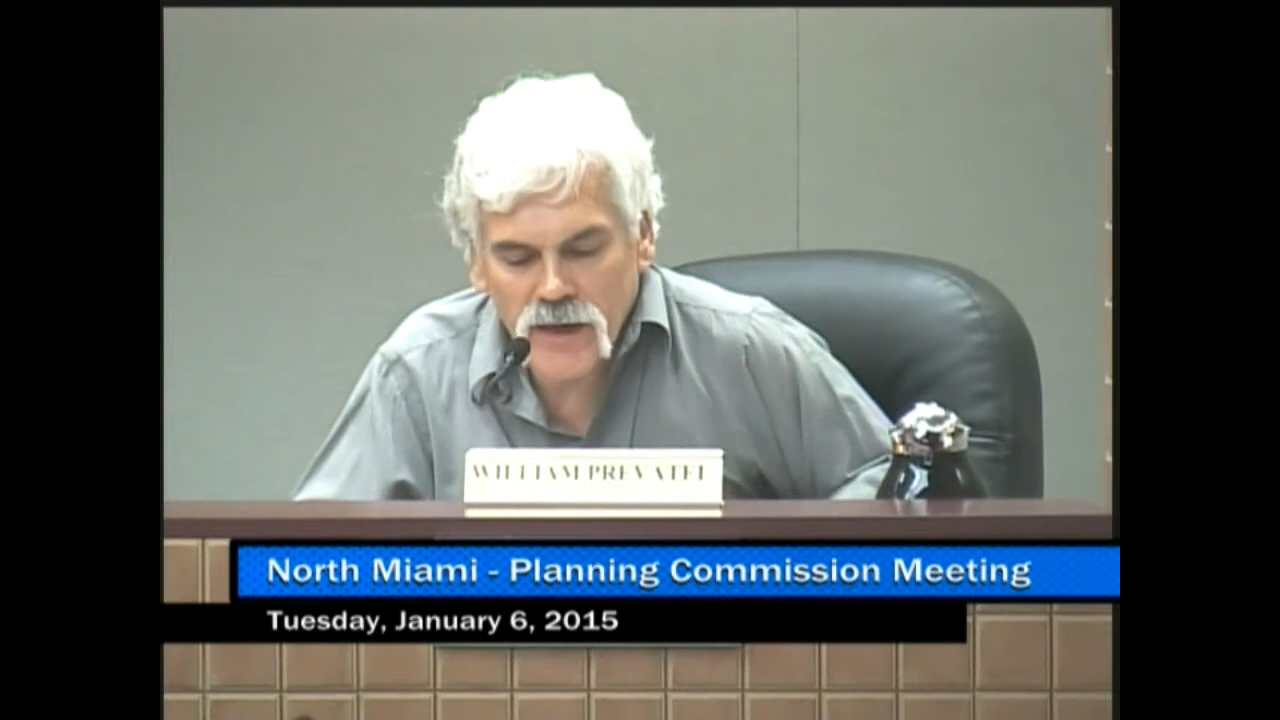 WILLIAM PREVATEL
North Miami - Planning Commission Meeting
Tuesday, January 6, 2015